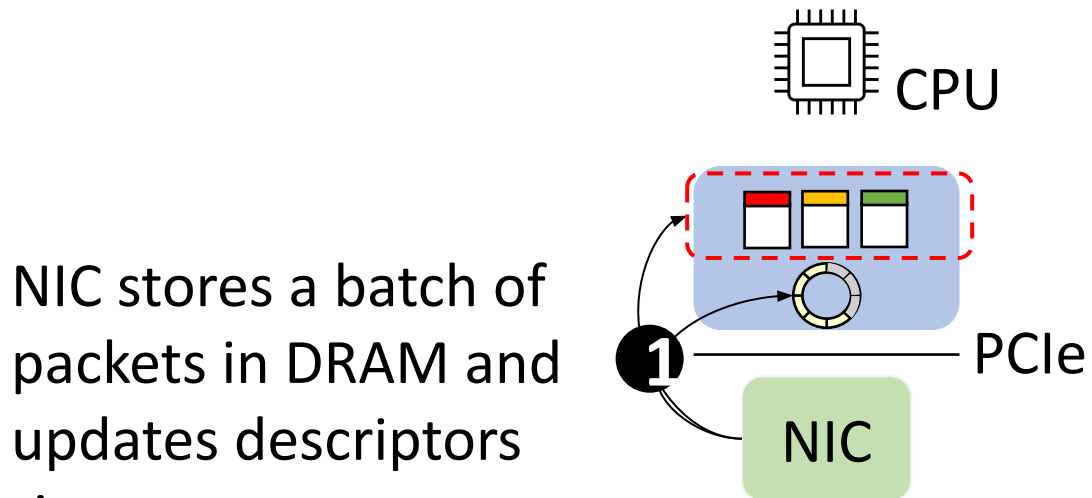 CPU
NIC stores a batch of
packets in DRAM and
updates descriptors
1
PCIe
NIC